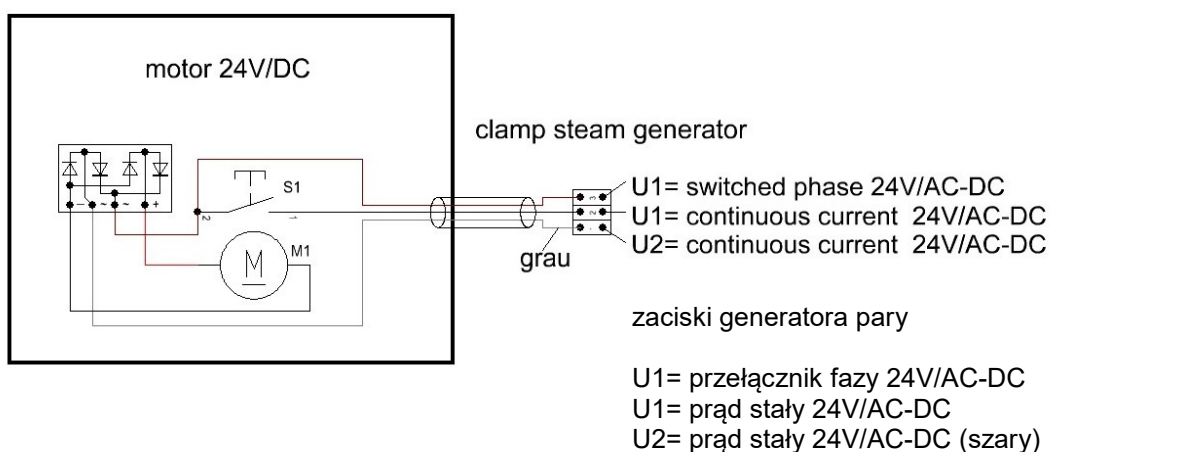 motor 24V/DC
clamp steam generator
S1
U1= switched phase 24V/AC-DC
3
- ~ ~ +
2
1
2
U1= continuous current 24V/AC-DC
M
M1
U2= continuous current 24V/AC-DC
grau
zaciski generatora pary
U1= przełącznik fazy 24V/AC-DC
U1= prąd stały 24V/AC-DC
U2= prąd stały 24V/AC-DC (szary)